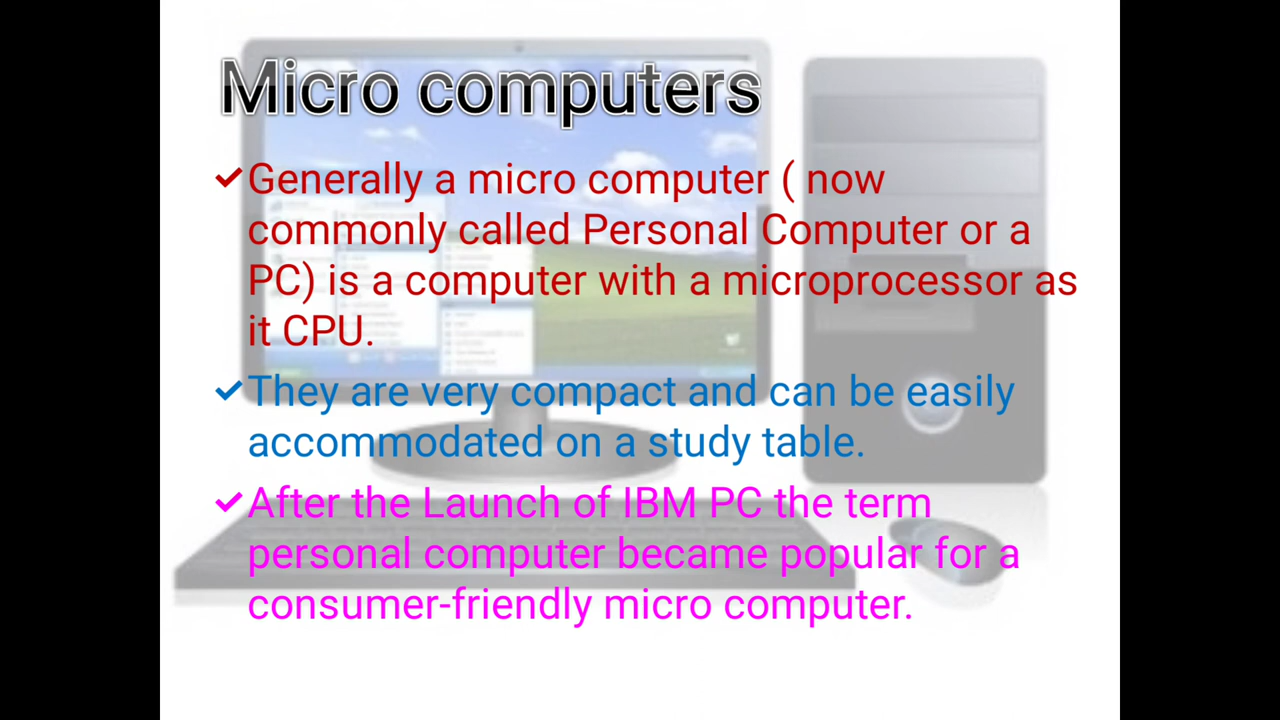 Micro computers
✓Generally a micro computer ( now
commonly called Personal Computer or a
PC) is a computer with a microprocessor as
it CPU.
✓They are very compact and can be easily
accommodated on a study table.
✓After the Launch of IBM PC the term
personal computer became popular for a
consumer-friendly micro computer.